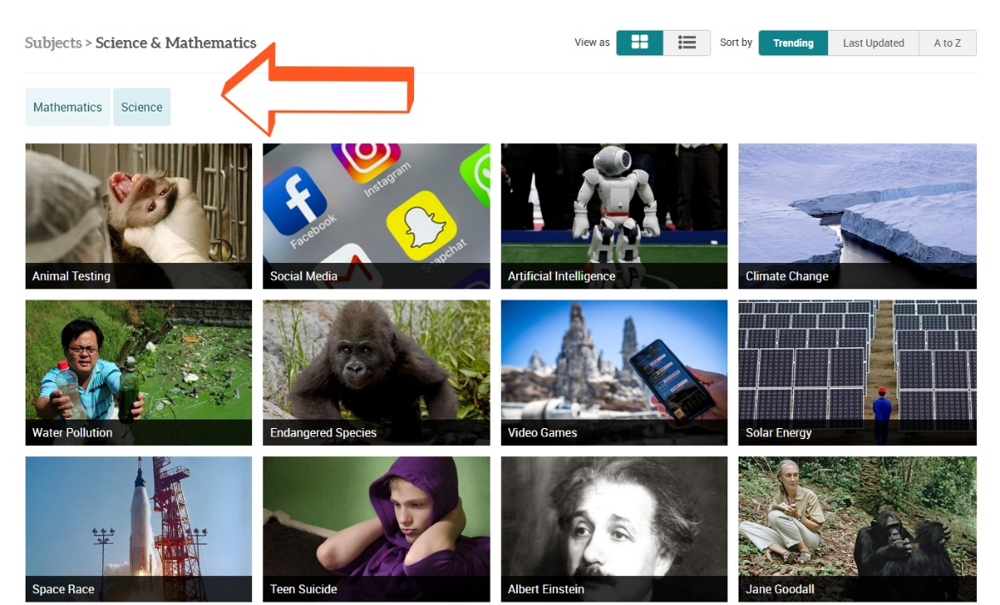 Subjects > Science & Mathematics
View as
Sort by
Trending
Last Updated
A to Z
Mathematics
Science
Facebook
Instagram
Snapchat
Animal Testing
Social Media
Artificial Intelligence
Climate Change
Water Pollution
Endangered Species
Video Games
Solar Energy
Space Race
Teen Suicide
Albert Einstein
Jane Goodall